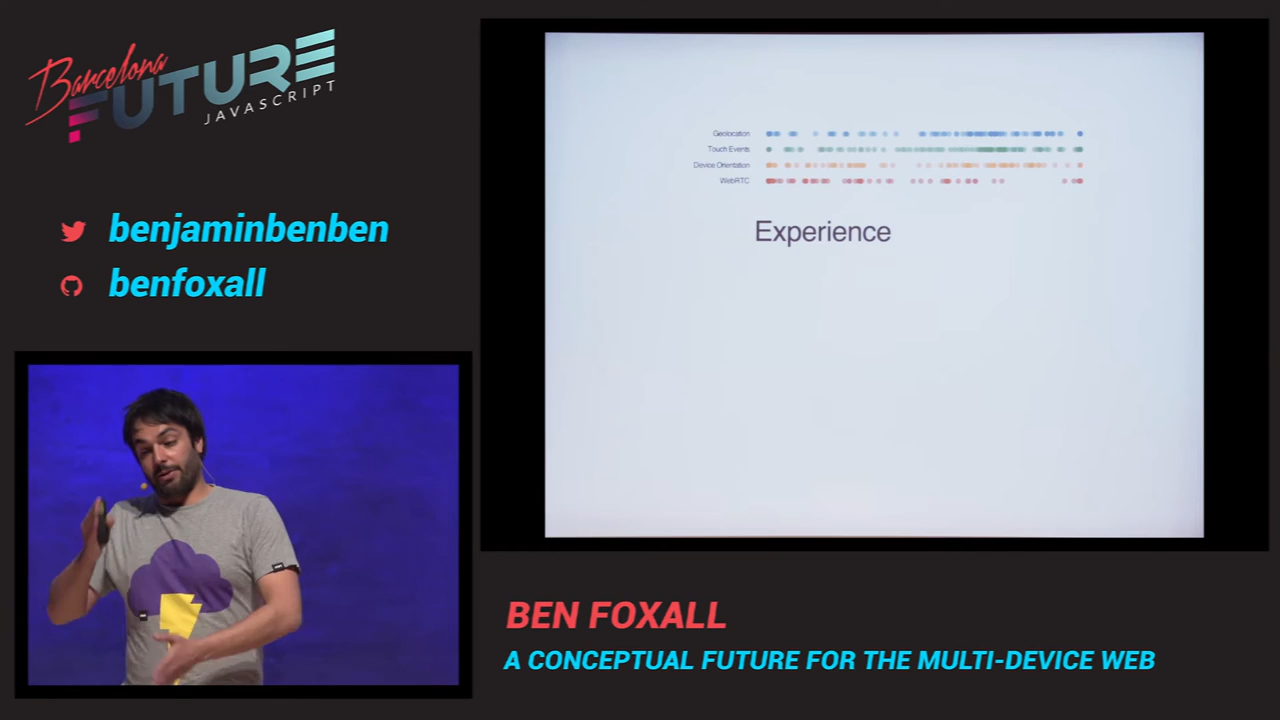 Barcelona
FUTURE
JAVASCRIPT
benjaminbenben
benfoxall
Geolocation
Touch Events
Device Orientation
WebRTC
Experience
BEN FOXALL
A CONCEPTUAL FUTURE FOR THE MULTI-DEVICE WEB